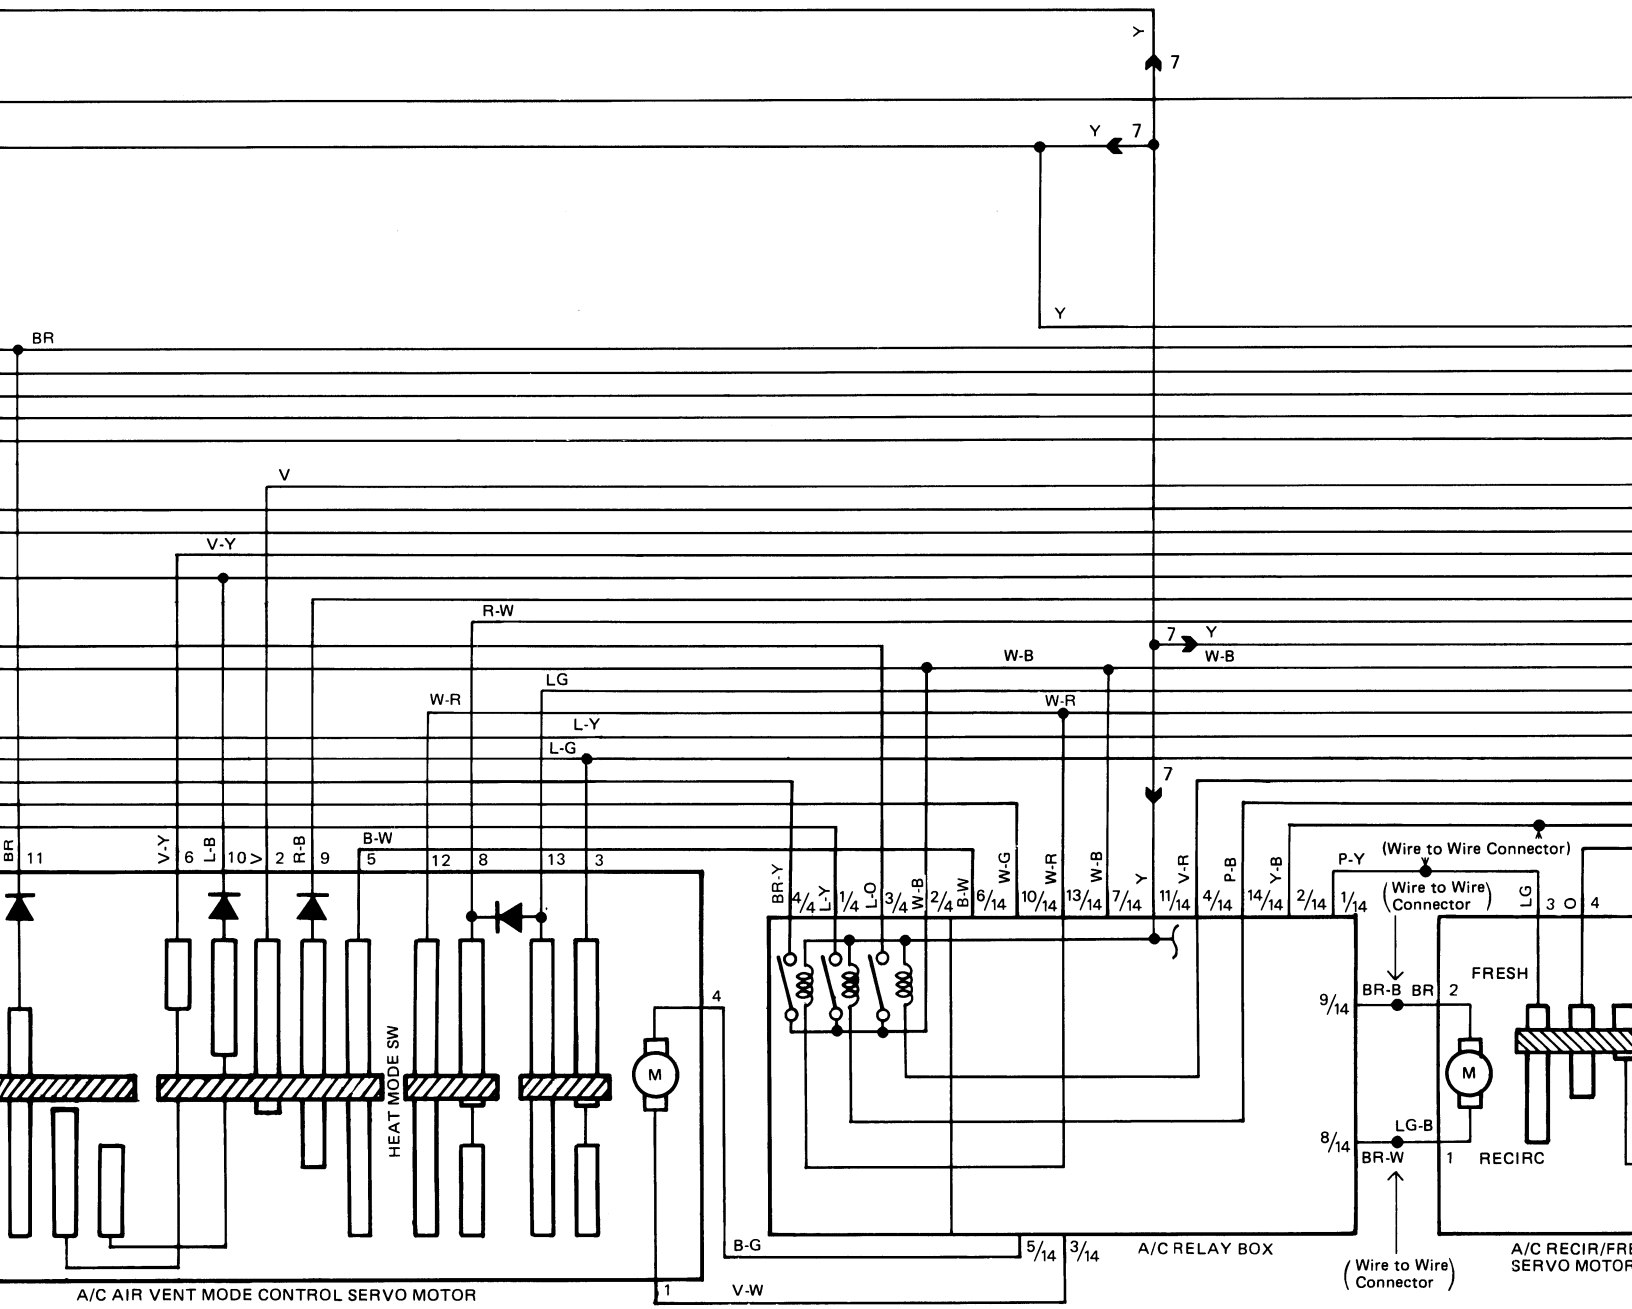 Y
7
Y 7
Y
BR
V
V-Y
R-W
7 Y
W-B W-B
LG
W-R W-R
L-Y
L-G
7
B-W
BR 11 V-Y 6 L-B 10 V 2 R-B 9 5 12 8 13 3
BR-Y 4/4 L-Y 1/4 L-O 3/4 W-B 2/4 B-W 6/14 W-G 10/14 W-R 13/14 W-B 7/14 Y 11/14 V-R 4/14 P-B 14/14 Y-B 2/14 1/14
(Wire to Wire Connector)
P-Y
(Wire to Wire
Connector)
LG 3 O 4
FRESH
4
9/14 BR-B BR 2
HEAT MODE SW
M
M
8/14 LG-B
BR-W 1 RECIRC
B-G
5/14 3/14
A/C RELAY BOX
A/C RECIR/FRE
SERVO MOTOR
(Wire to Wire
Connector)
1 V-W
A/C AIR VENT MODE CONTROL SERVO MOTOR